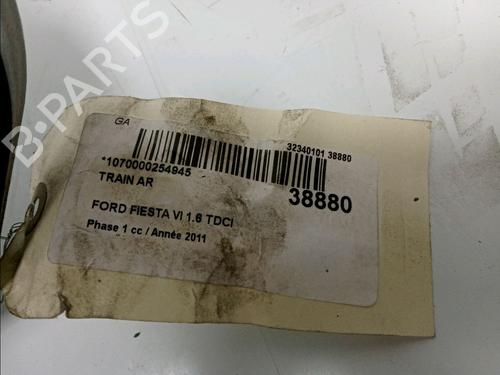 B-PARTS
GA
32340101 38880
*1070000254945
38880
TRAIN AR
FORD FIESTA VI 1.6 TDCI
Phase 1 cc / Année 2011